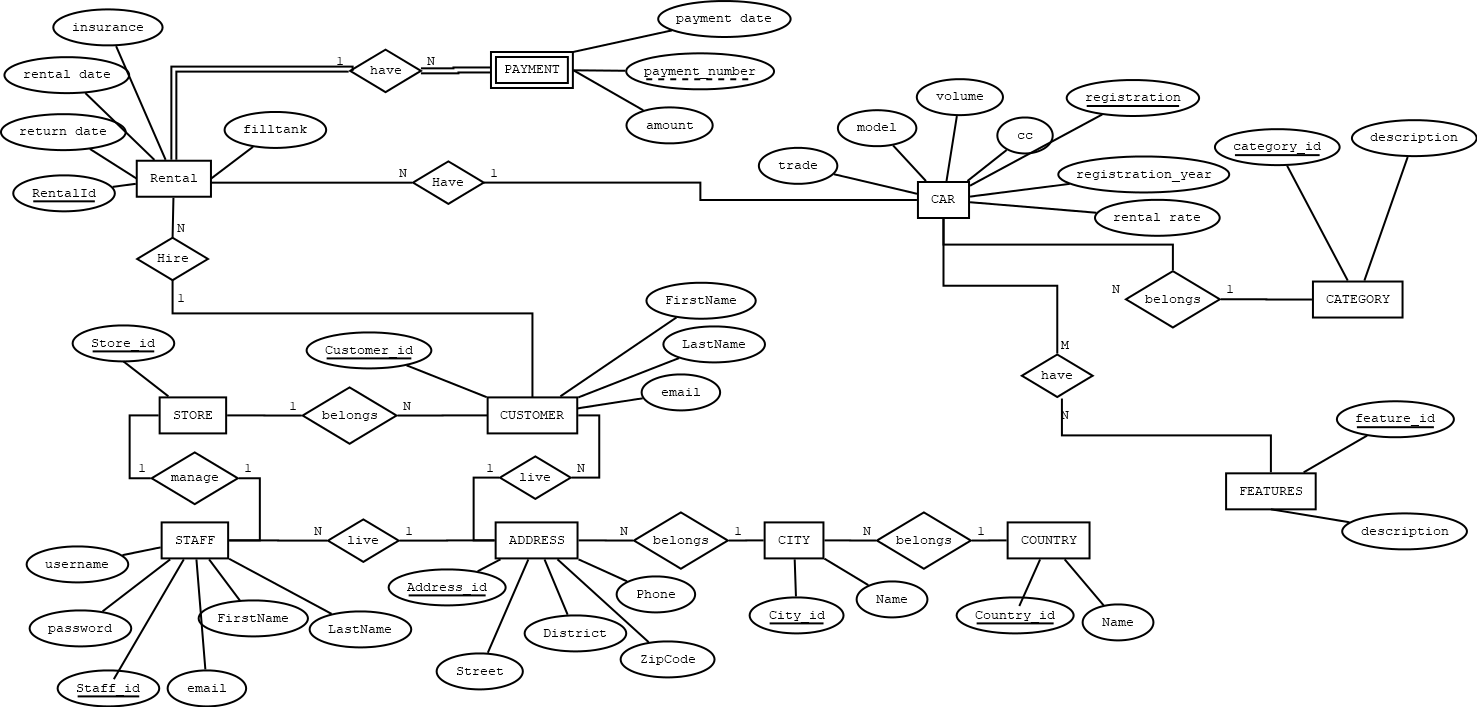 insurance
payment date
1
N
have
PAYMENT
rental date
payment_number
return date
filltank
amount
volume
registration
model
cc
category_id
description
trade
Rental
N
Have
1
registration_year
RentalId
CAR
rental rate
N
Hire
1
N
belongs
1
CATEGORY
FirstName
Store_id
Customer_id
LastName
M
have
N
email
STORE
1
belongs
N
CUSTOMER
feature_id
1
manage
1
1
live
N
FEATURES
description
STAFF
N
live
1
ADDRESS
N
belongs
1
CITY
N
belongs
1
COUNTRY
username
Address_id
Phone
Name
password
FirstName
LastName
District
City_id
Country_id
Name
Street
ZipCode
Staff_id
email